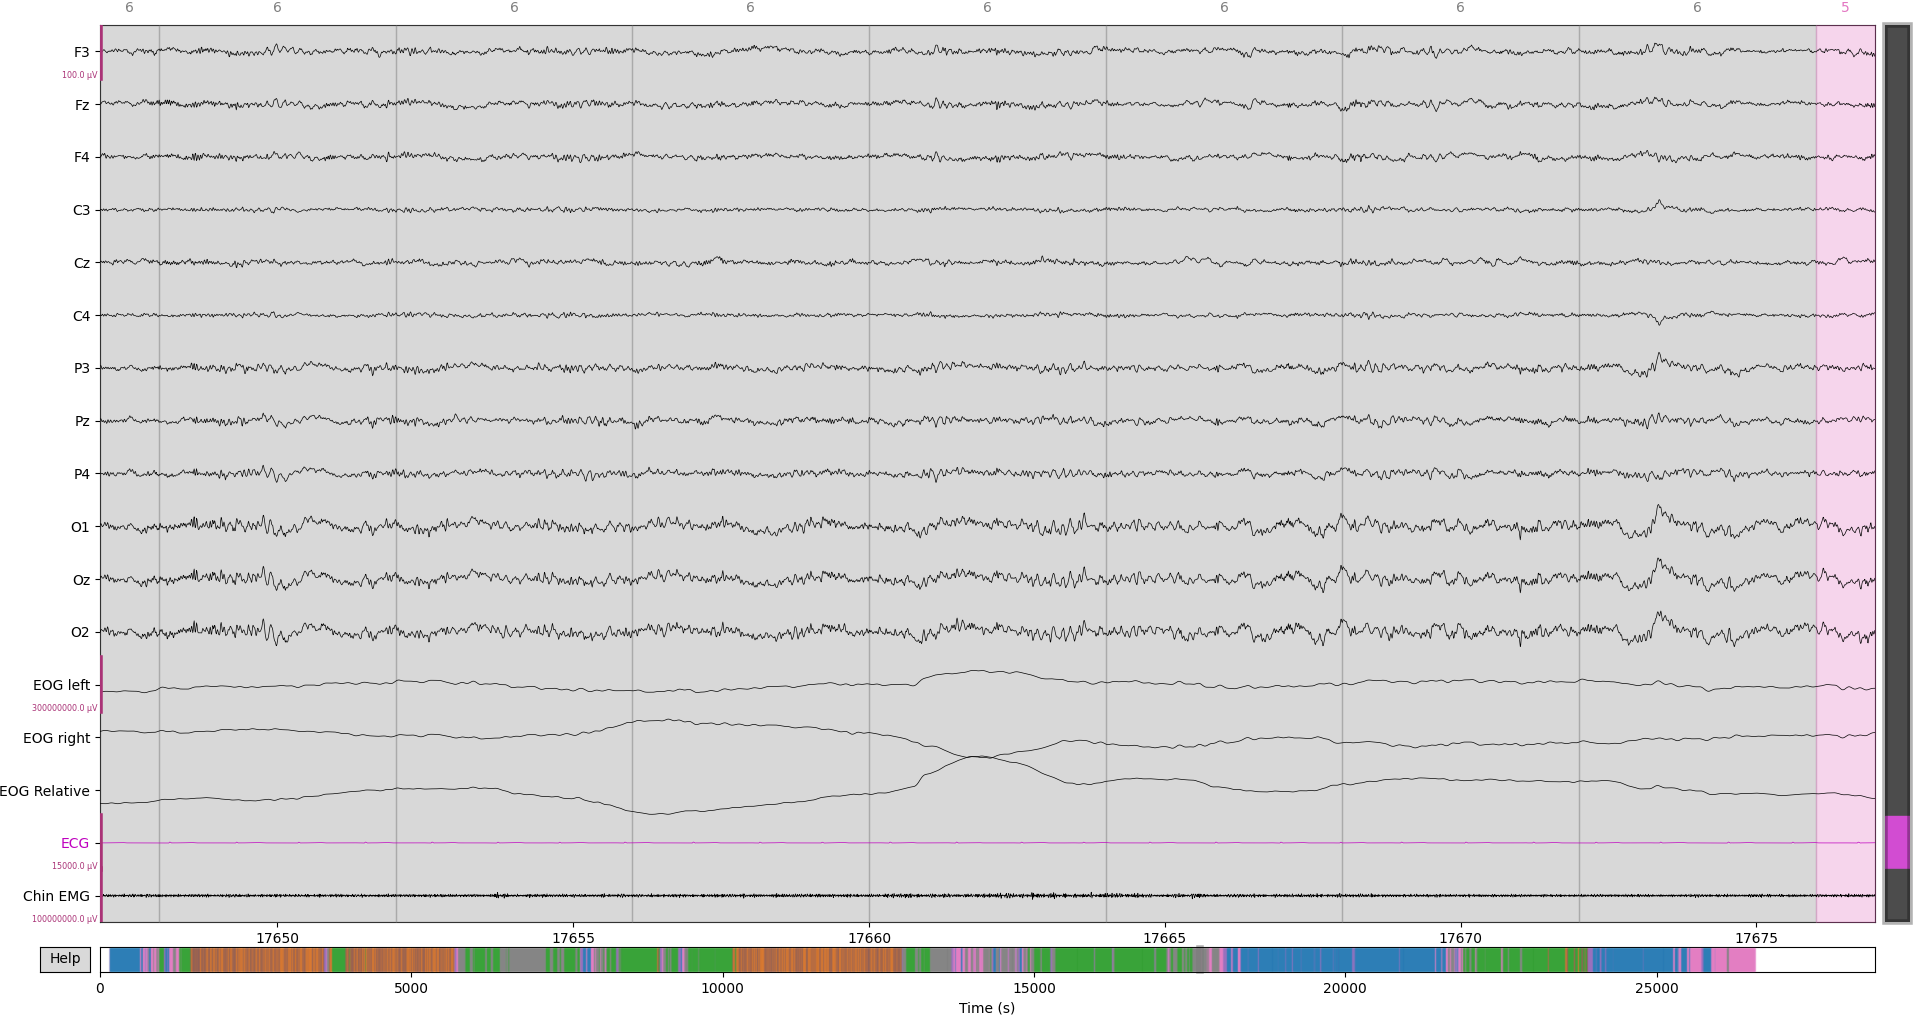 6 6 6 6 6 6 6 6 5
F3
100.0 µV
Fz
F4
C3
Cz
C4
P3
Pz
P4
O1
Oz
O2
EOG left
300000000.0 µV
EOG right
EOG Relative
ECG
15000.0 µV
Chin EMG
100000000.0 µV
17650 17655 17660 17665 17670 17675
Help
0 5000 10000 15000 20000 25000
Time (s)